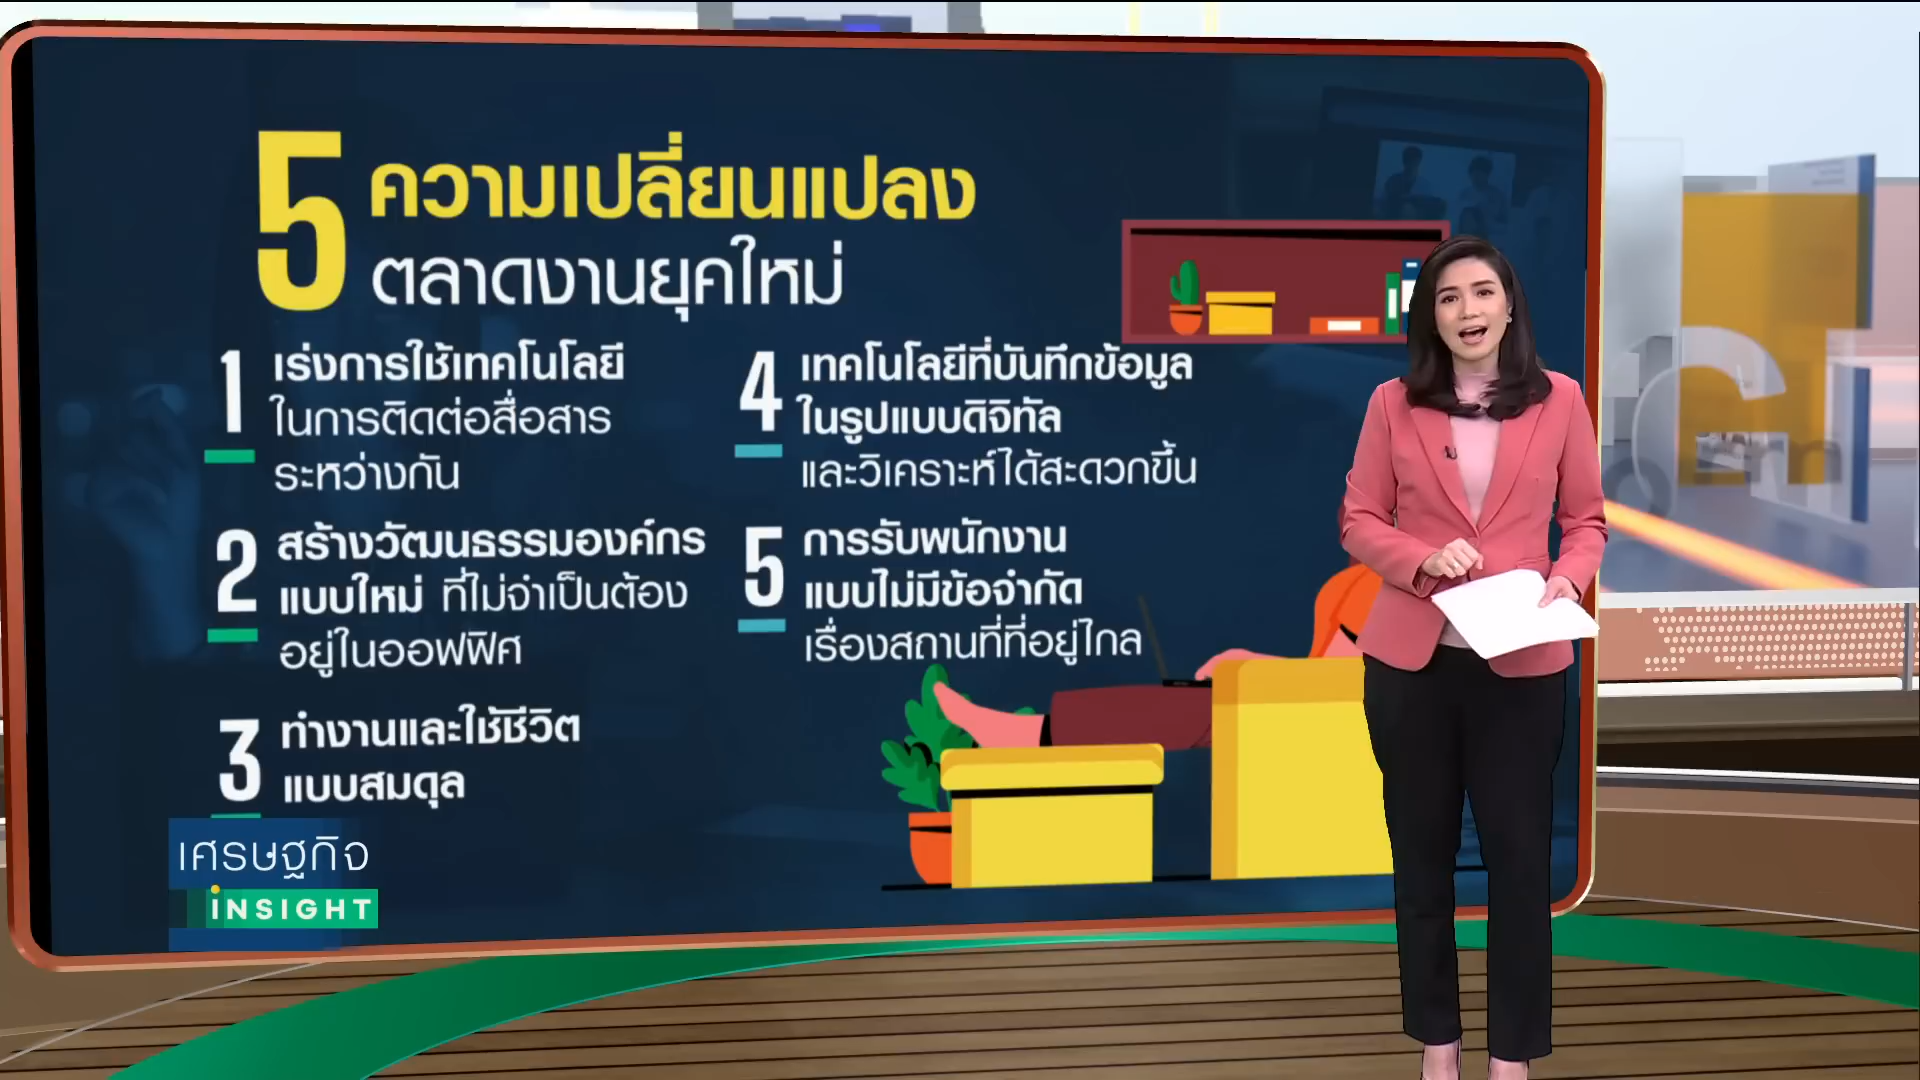 5 ความเปลี่ยนแปลง
ตลาดงานยุคใหม่
1 เร่งการใช้เทคโนโลยี
ในการติดต่อสื่อสาร
ระหว่างกัน
2 สร้างวัฒนธรรมองค์กร
แบบใหม่ ที่ไม่จำเป็นต้อง
อยู่ในออฟฟิศ
3 ทำงานและใช้ชีวิต
แบบสมดุล
4 เทคโนโลยีที่บันทึกข้อมูล
ในรูปแบบดิจิทัล
และวิเคราะห์ได้สะดวกขึ้น
5 การรับพนักงาน
แบบไม่มีข้อจำกัด
เรื่องสถานที่ที่อยู่ไกล
เศรษฐกิจ
INSIGHT